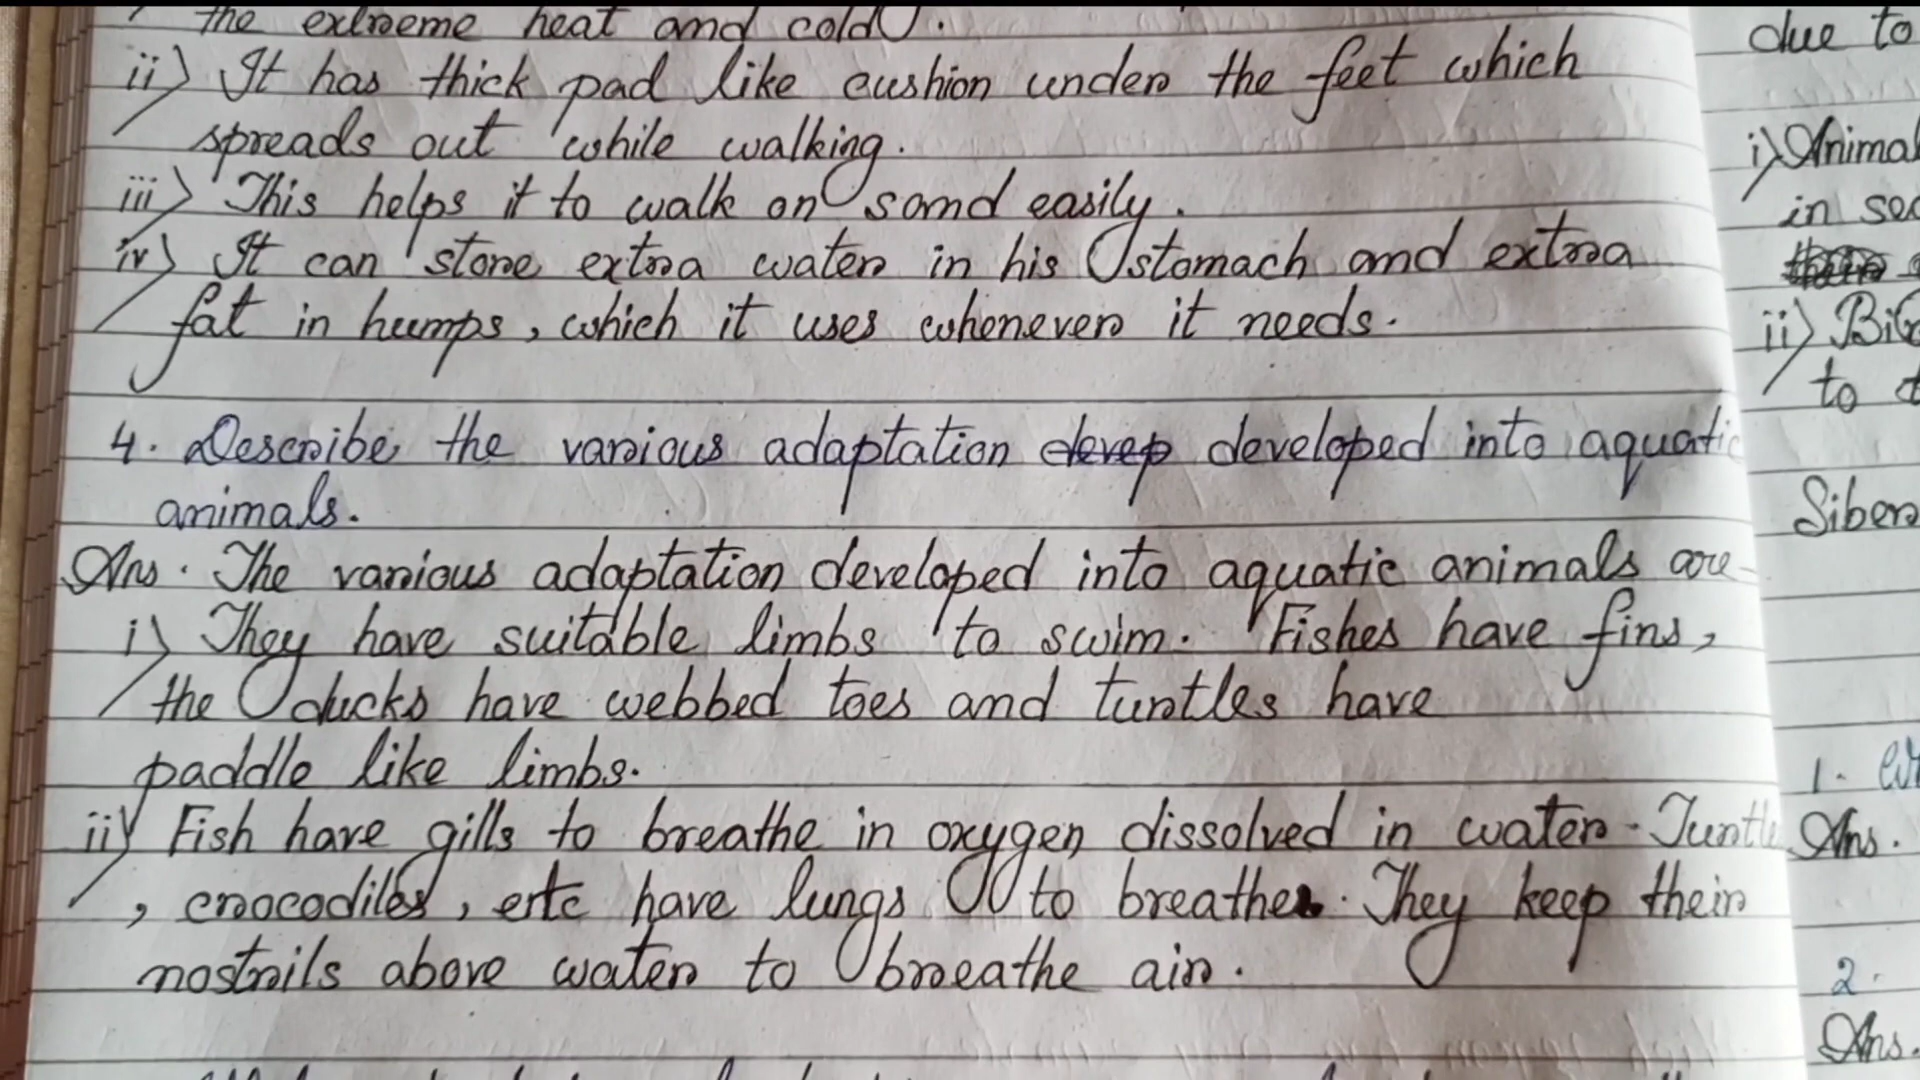 the extreme heat and cold.
ii) It has thick pad like cushion under the feet which
spreads out while walking.
iii) This helps it to walk on sand easily.
iv) It can store extra water in his stomach and extra
fat in humps, which it uses whenever it needs.
4. Describe the various adaptation devep developed into aquatic
animals.
Ans. The various adaptation developed into aquatic animals are-
i) They have suitable limbs to swim. Fishes have fins,
the ducks have webbed toes and turtles have
paddle like limbs.
ii) Fish have gills to breathe in oxygen dissolved in water. Turtle
, crocodiles, etc have lungs to breathe. They keep their
nostrils above water to breathe air.
due to
i) Animal
in
ii)
to
Siber
1.
Ans.
2.
Ans.